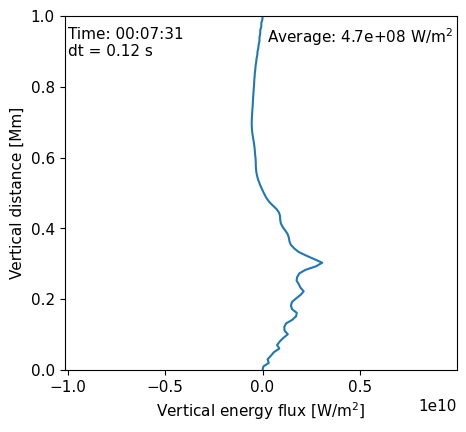 Time: 00:07:31
dt = 0.12 s
Average: 4.7e+08 W/m²
1.0
0.8
0.6
0.4
0.2
0.0
Vertical distance [Mm]
−1.0 −0.5 0.0 0.5
1e10
Vertical energy flux [W/m²]